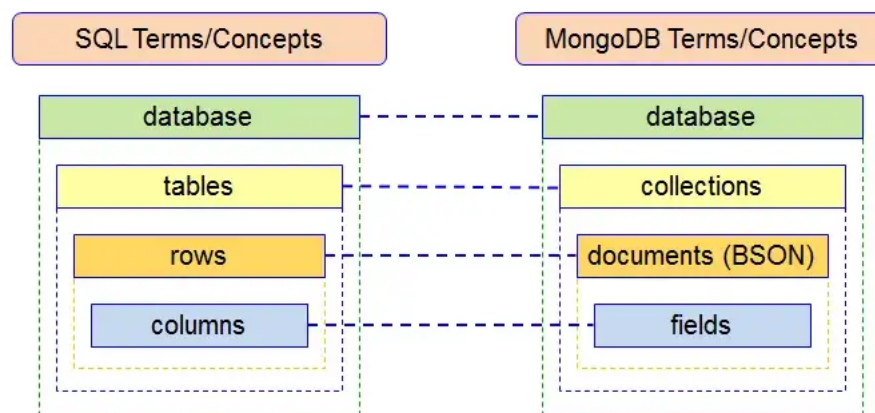 SQL Terms/Concepts
MongoDB Terms/Concepts
database
database
tables
collections
rows
documents (BSON)
columns
fields